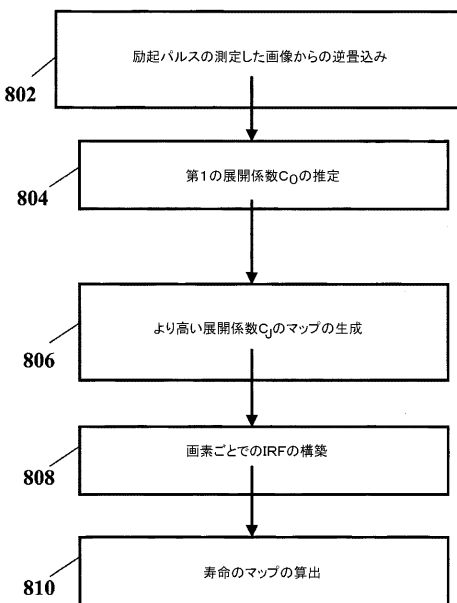 励起パルスの測定した画像からの逆畳込み
802
第1の展開係数C₀の推定
804
より高い展開係数CJのマップの生成
806
画素ごとでのIRFの構築
808
寿命のマップの算出
810